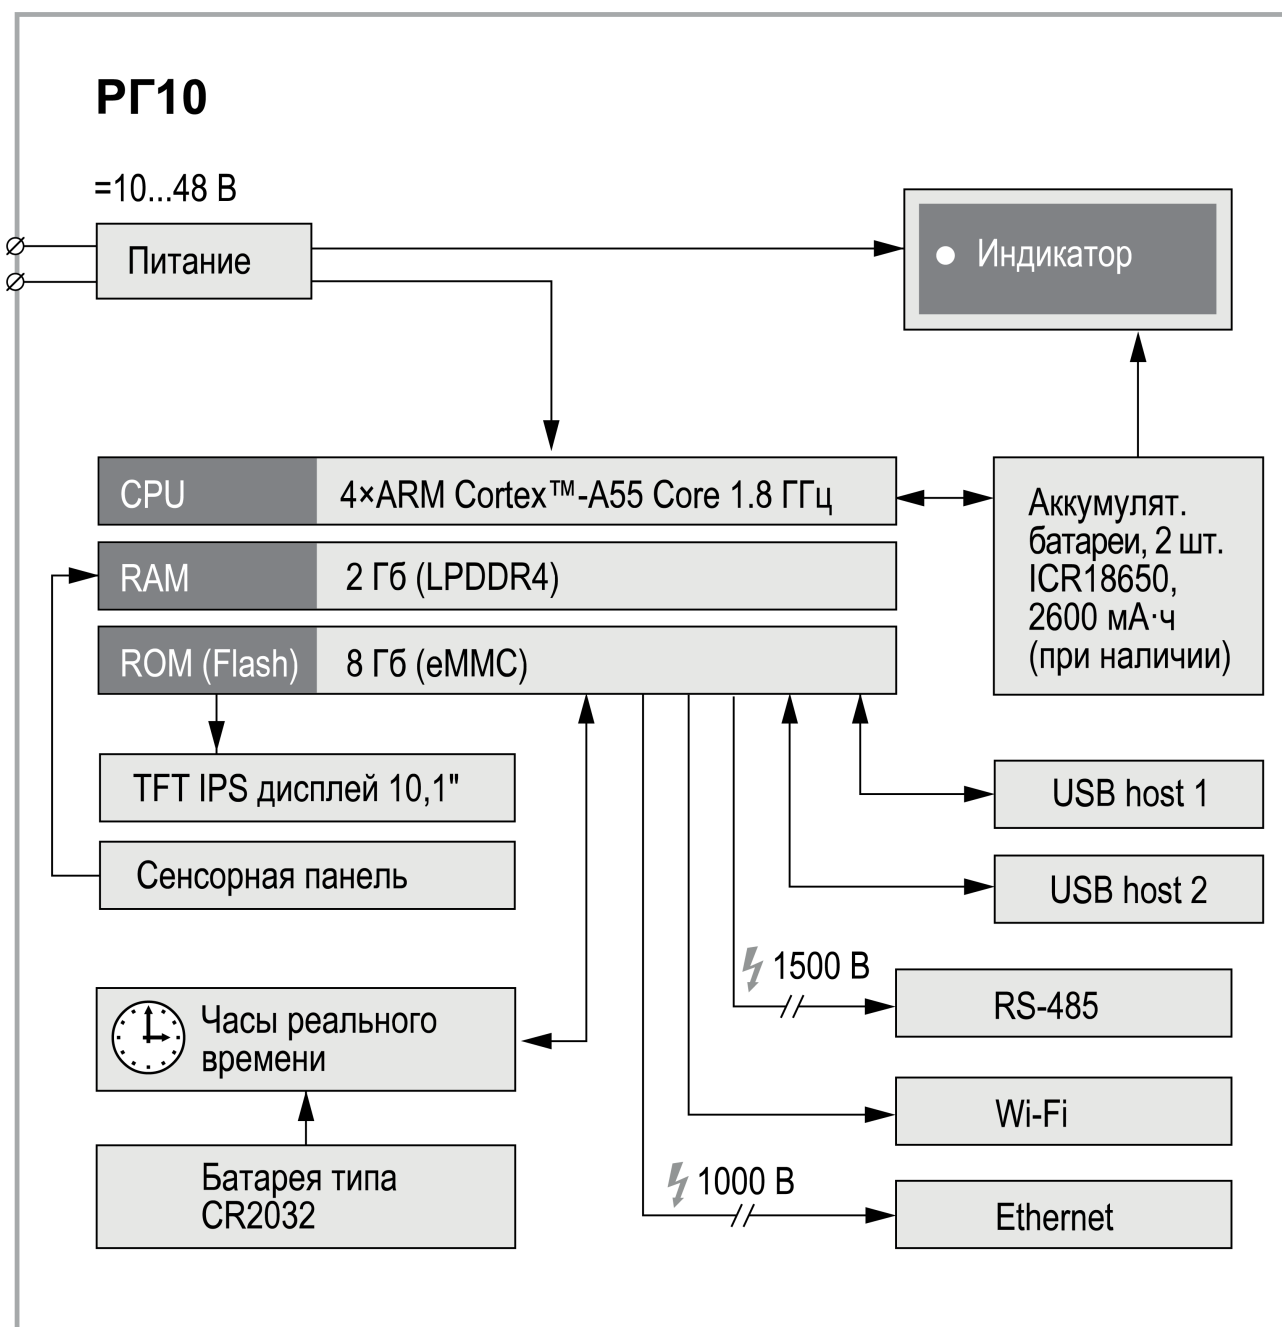 РГ10
=10...48 В
Питание
Индикатор
CPU
4×ARM Cortex™-A55 Core 1.8 ГГц
RAM
2 Гб (LPDDR4)
ROM (Flash)
8 Гб (eMMC)
Аккумулят.
батареи, 2 шт.
ICR18650,
2600 мА·ч
(при наличии)
TFT IPS дисплей 10,1"
Сенсорная панель
USB host 1
USB host 2
1500 В
RS-485
Часы реального
времени
Wi-Fi
Батарея типа
CR2032
1000 В
Ethernet